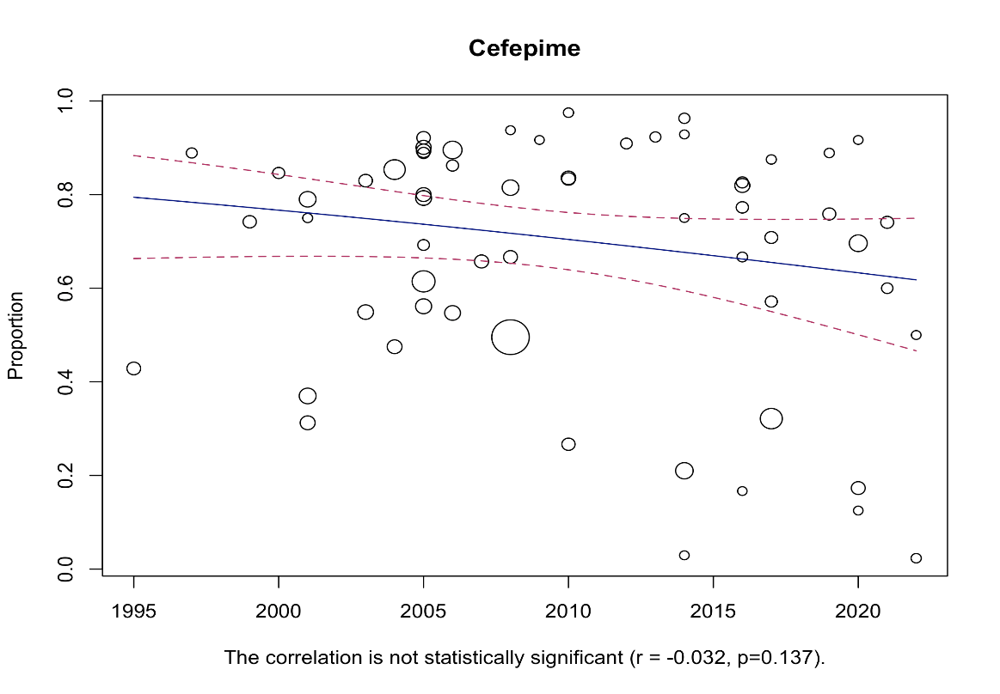 Cefepime
Proportion
1.0
0.8
0.6
0.4
0.2
0.0
1995 2000 2005 2010 2015 2020
The correlation is not statistically significant (r = -0.032, p=0.137).